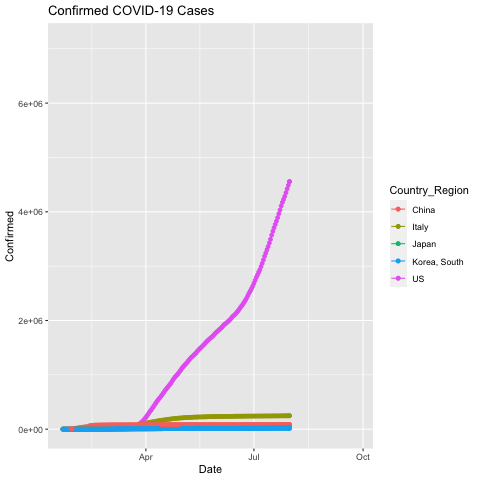 Confirmed COVID-19 Cases
6e+06
4e+06
2e+06
0e+00
Confirmed
Apr
Jul
Oct
Date
Country_Region
China
Italy
Japan
Korea, South
US